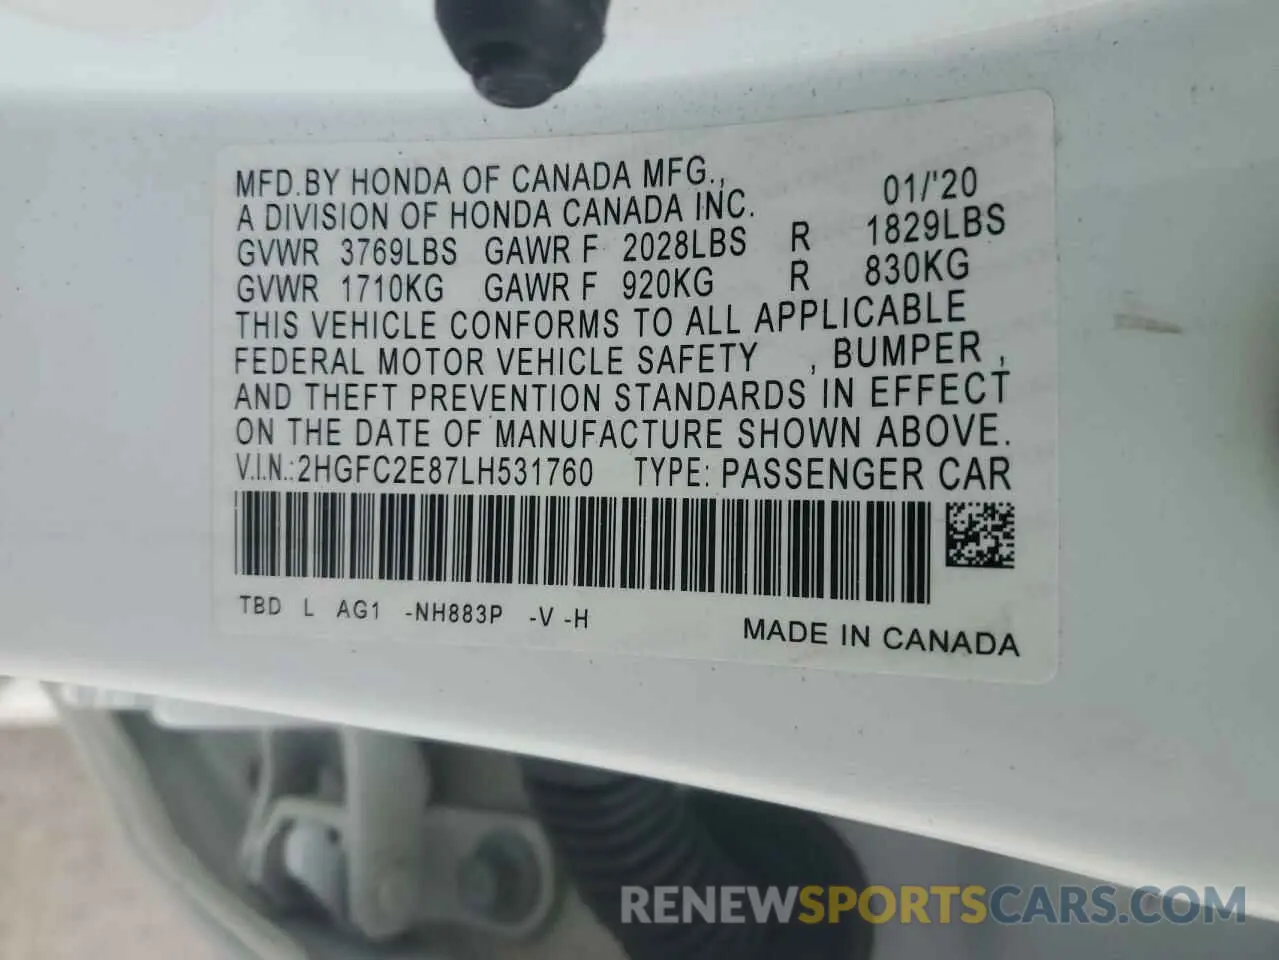 MFD.BY HONDA OF CANADA MFG., 01/'20
A DIVISION OF HONDA CANADA INC.
GVWR 3769LBS GAWR F 2028LBS R 1829LBS
GVWR 1710KG GAWR F 920KG R 830KG
THIS VEHICLE CONFORMS TO ALL APPLICABLE
FEDERAL MOTOR VEHICLE SAFETY , BUMPER ,
AND THEFT PREVENTION STANDARDS IN EFFECT
ON THE DATE OF MANUFACTURE SHOWN ABOVE.
V.I.N.:2HGFC2E87LH531760 TYPE: PASSENGER CAR
TBD L AG1 -NH883P -V -H
MADE IN CANADA
RENEWSPORTSCARS.COM